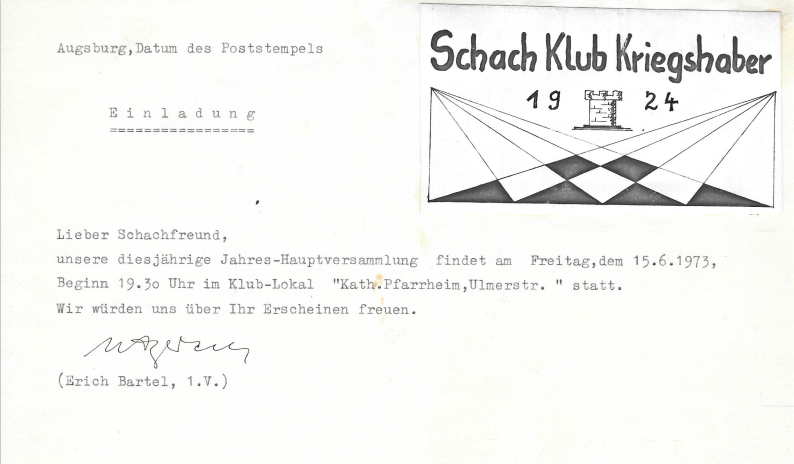 Augsburg,Datum des Poststempels
Schach Klub Kriegshaber
19 24
Einladung
Lieber Schachfreund,
unsere diesjährige Jahres-Hauptversammlung findet am Freitag,dem 15.6.1973,
Beginn 19.3o Uhr im Klub-Lokal "Kath.Pfarrheim,Ulmerstr. " statt.
Wir würden uns über Ihr Erscheinen freuen.
(Erich Bartel, 1.V.)